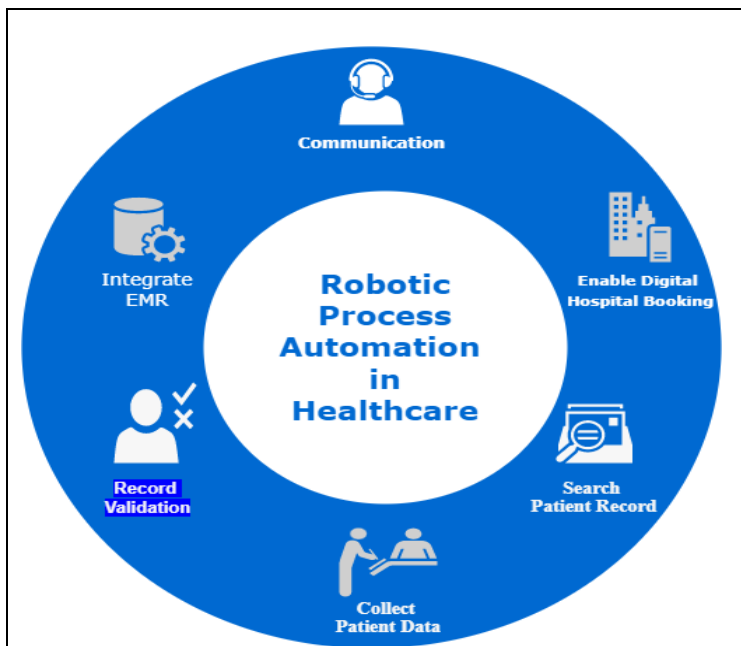 Communication
Integrate
EMR
Enable Digital
Hospital Booking
Robotic
Process
Automation
in
Healthcare
Record
Validation
Search
Patient Record
Collect
Patient Data